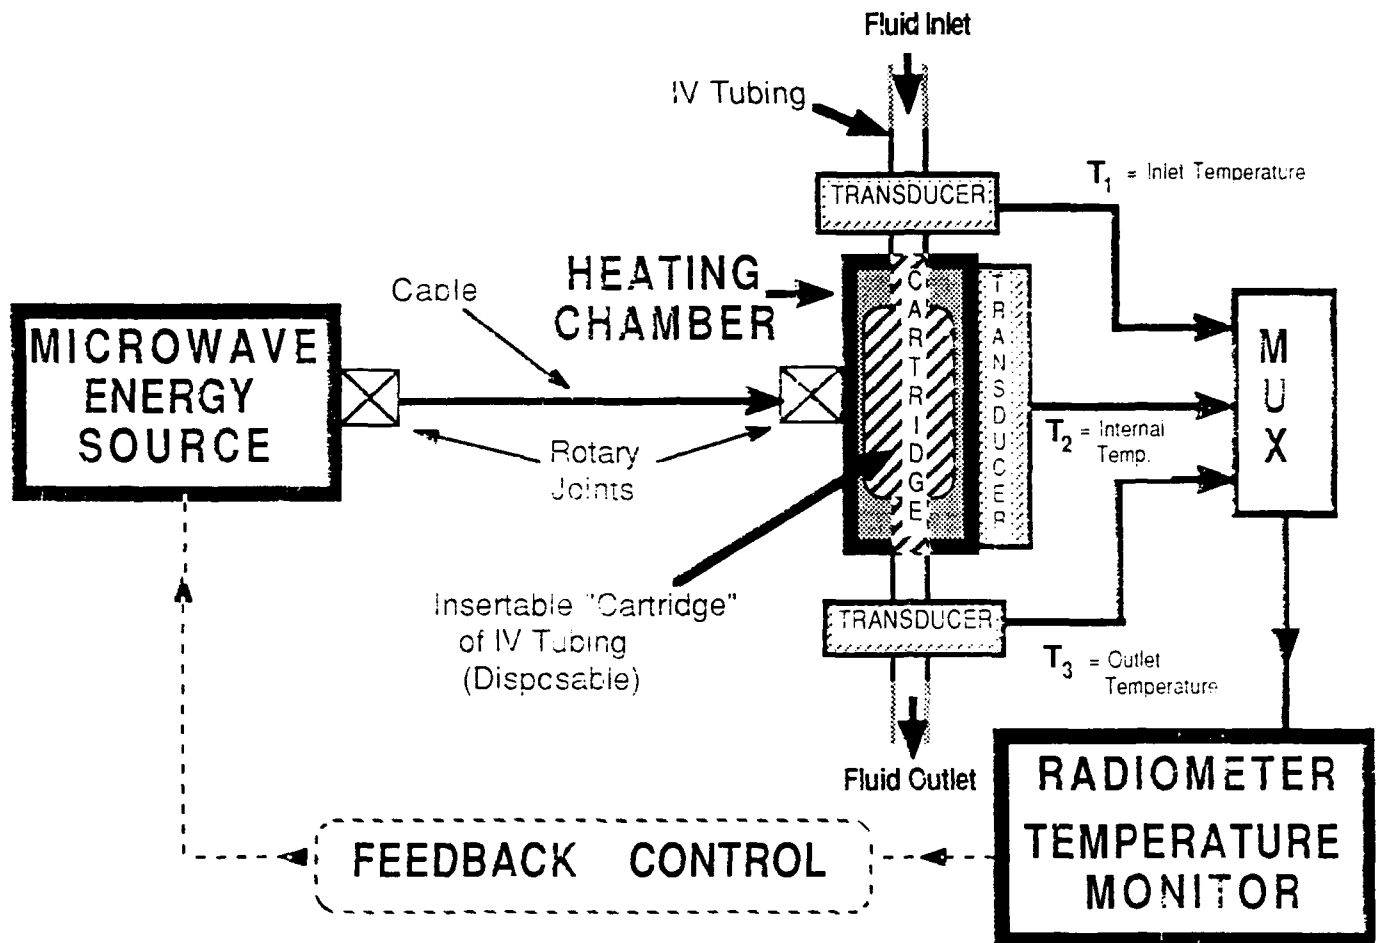 Fluid Inlet
IV Tubing
TRANSDUCER
T1 = Inlet Temperature
HEATING
CHAMBER
Cable
MICROWAVE
ENERGY
SOURCE
CARTRIDGE
TRANSDUCER
MUX
T2 = Internal
Temp.
Rotary
Joints
Insertable "Cartridge"
of IV Tubing
(Disposable)
TRANSDUCER
T3 = Outlet
Temperature
Fluid Outlet
RADIOMETER
TEMPERATURE
MONITOR
FEEDBACK CONTROL